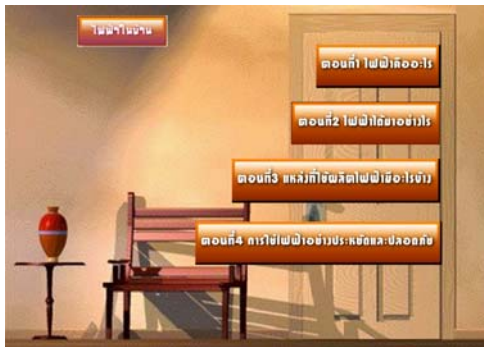 ไฟฟ้าในบ้าน
ตอนที่1 ไฟฟ้าคืออะไร
ตอนที่2 ไฟฟ้าได้มาอย่างไร
ตอนที่3 แหล่งที่ใช้ผลิตไฟฟ้ามีอะไรบ้าง
ตอนที่4 การใช้ไฟฟ้าอย่างประหยัดและปลอดภัย